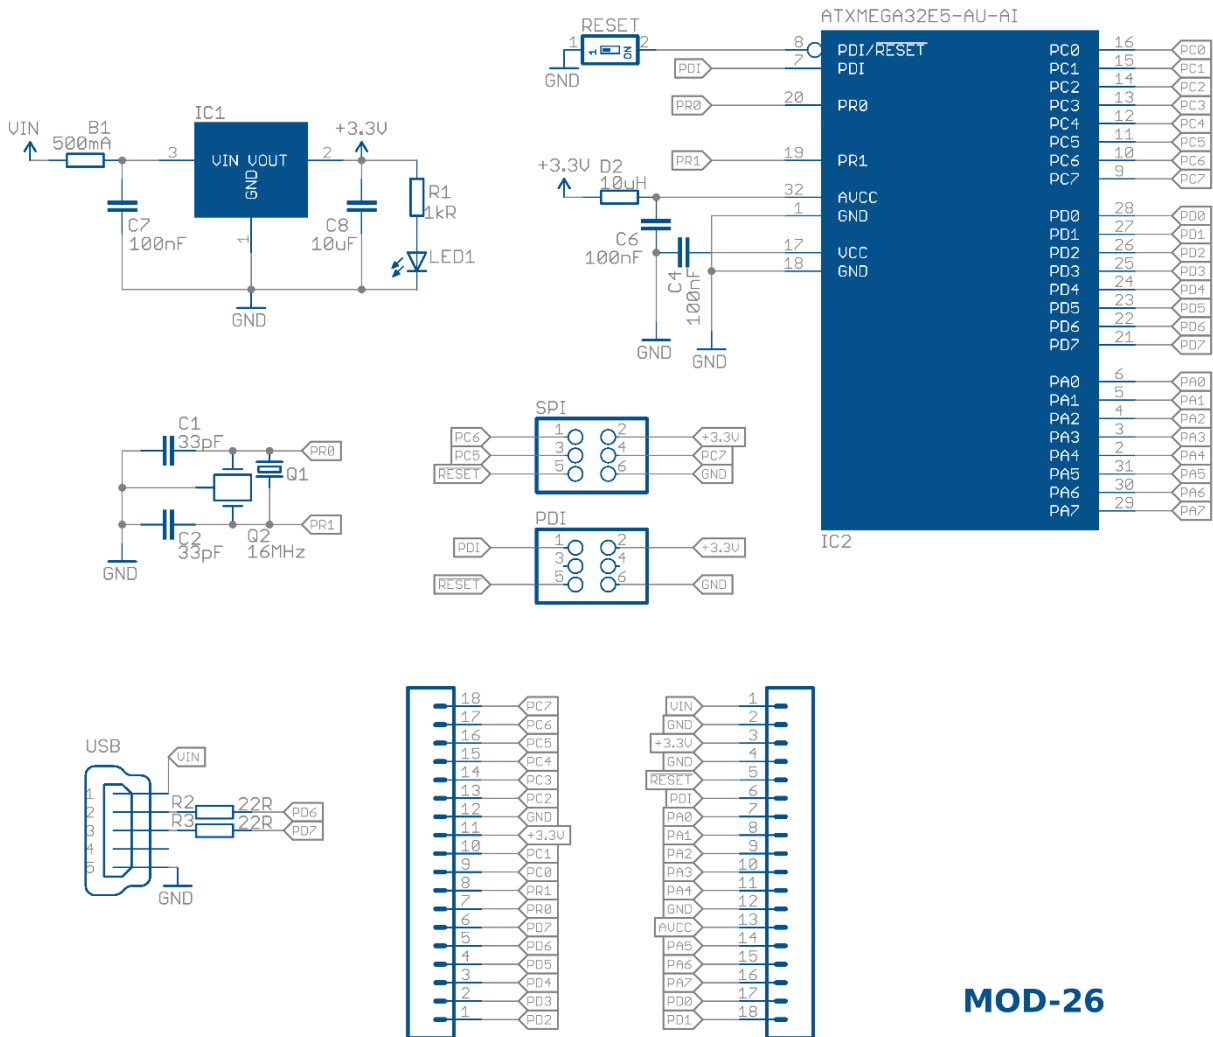 ATXMEGA32E5-AU-AI
RESET
1 1 ON 2
GND
8 PDI/RESET
PDI 7 PDI
PR0 20 PR0
PR1 19 PR1
+3.3V D2 10uH
32 AVCC
1 GND
17 VCC
18 GND
C6 100nF
C4 100nF
GND
GND
PC0 16 PC0
PC1 15 PC1
PC2 14 PC2
PC3 13 PC3
PC4 12 PC4
PC5 11 PC5
PC6 10 PC6
PC7 9 PC7
PD0 28 PD0
PD1 27 PD1
PD2 26 PD2
PD3 25 PD3
PD4 24 PD4
PD5 23 PD5
PD6 22 PD6
PD7 21 PD7
PA0 6 PA0
PA1 5 PA1
PA2 4 PA2
PA3 3 PA3
PA4 2 PA4
PA5 31 PA5
PA6 30 PA6
PA7 29 PA7
IC2
VIN
B1
500mA
IC1
3 VIN VOUT 2
GND
1
+3.3V
C7
100nF
C8
10uF
R1
1kR
LED1
GND
C1
33pF
PR0
Q1
C2
33pF
Q2
16MHz
PR1
GND
SPI
PC6 1 2 +3.3V
PC5 3 4 PC7
RESET 5 6 GND
PDI
PDI 1 2 +3.3V
3 4
RESET 5 6 GND
USB
VIN
1
2 R2 22R PD6
3 R3 22R PD7
4
5
GND
18 PC7
17 PC6
16 PC5
15 PC4
14 PC3
13 PC2
12 GND
11 +3.3V
10 PC1
9 PC0
8 PR1
7 PR0
6 PD7
5 PD6
4 PD5
3 PD4
2 PD3
1 PD2
VIN 1
GND 2
+3.3V 3
GND 4
RESET 5
PDI 6
PA0 7
PA1 8
PA2 9
PA3 10
PA4 11
GND 12
AVCC 13
PA5 14
PA6 15
PA7 16
PD0 17
PD1 18
MOD-26